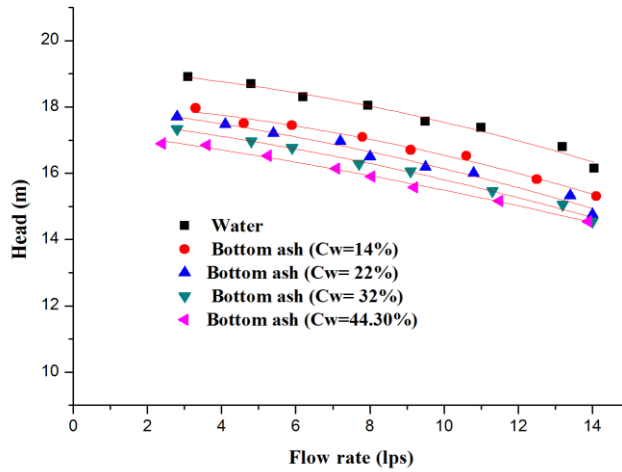 20
18
16
14
12
10
Head (m)
Water
Bottom ash (Cw=14%)
Bottom ash (Cw= 22%)
Bottom ash (Cw= 32%)
Bottom ash (Cw=44.30%)
0 2 4 6 8 10 12 14
Flow rate (lps)